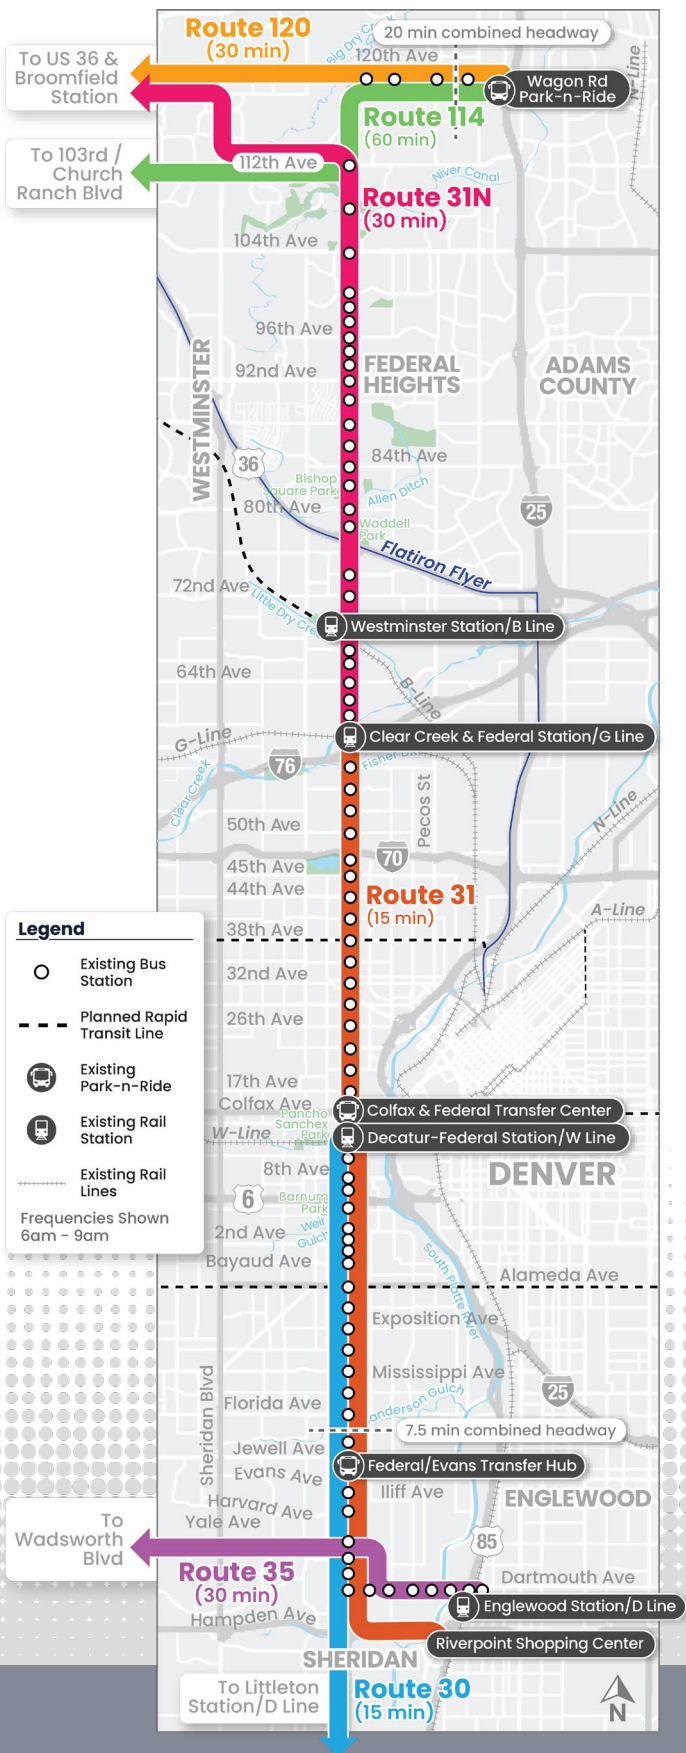 Route 120
(30 min)
Big Dry Creek
20 min combined headway
120th Ave
N-Line
To US 36 &
Broomfield
Station
Wagon Rd
Park-n-Ride
Route 114
(60 min)
To 103rd /
Church
Ranch Blvd
112th Ave
Niver Canal
Route 31N
(30 min)
104th Ave
96th Ave
WESTMINSTER
92nd Ave
FEDERAL
HEIGHTS
ADAMS
COUNTY
84th Ave
36
Bishop
Square Park
Allen Ditch
80th Ave
25
Waddell
Park
Flatiron Flyer
72nd Ave
Little Dry Cree
Westminster Station/B Line
64th Ave
B-Line
G-Line
Clear Creek & Federal Station/G Line
76
Fisher Di
Clear Creek
Pecos St
50th Ave
N-Line
70
45th Ave
44th Ave
Route 31
(15 min)
A-Line
38th Ave
32nd Ave
26th Ave
17th Ave
Colfax Ave
Colfax & Federal Transfer Center
Pancho
Sanchex
Park
W-Line
Decatur-Federal Station/W Line
8th Ave
DENVER
6
Barnum
Park
2nd Ave
Weir
Gulch
Bayaud Ave
South Platte River
Alameda Ave
Exposition Ave
Mississippi Ave
25
Sheridan Blvd
Florida Ave
anderson Gulch
7.5 min combined headway
Jewell Ave
Evans Ave
Federal/Evans Transfer Hub
Iliff Ave
Harvard Ave
ENGLEWOOD
Yale Ave
To
Wadsworth
Blvd
85
Route 35
(30 min)
Dartmouth Ave
Englewood Station/D Line
Hampden Ave
Riverpoint Shopping Center
SHERIDAN
To Littleton
Station/D Line
Route 30
(15 min)
N
Legend
Existing Bus
Station
Planned Rapid
Transit Line
Existing
Park-n-Ride
Existing Rail
Station
Existing Rail
Lines
Frequencies Shown
6am - 9am